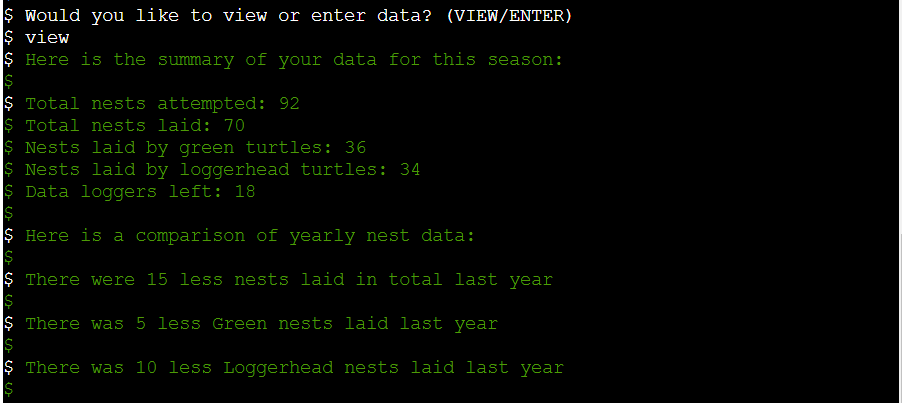 $ Would you like to view or enter data? (VIEW/ENTER)
$ view
$ Here is the summary of your data for this season:
$
$ Total nests attempted: 92
$ Total nests laid: 70
$ Nests laid by green turtles: 36
$ Nests laid by loggerhead turtles: 34
$ Data loggers left: 18
$
$ Here is a comparison of yearly nest data:
$
$ There were 15 less nests laid in total last year
$
$ There was 5 less Green nests laid last year
$
$ There was 10 less Loggerhead nests laid last year
$